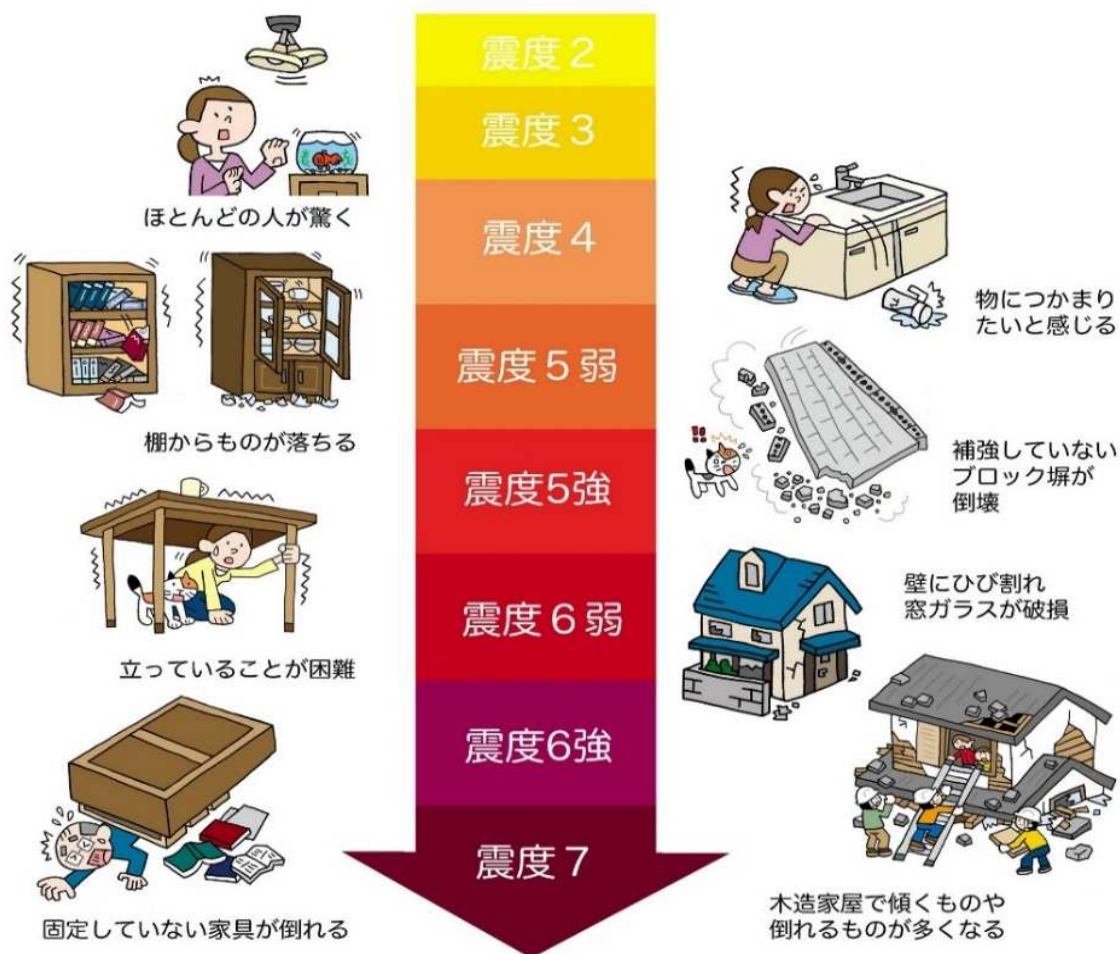 震度２
震度３
震度４
震度５弱
震度5強
震度６弱
震度6強
震度７
ほとんどの人が驚く
棚からものが落ちる
立っていることが困難
固定していない家具が倒れる
物につかまり
たいと感じる
補強していない
ブロック塀が
倒壊
壁にひび割れ
窓ガラスが破損
木造家屋で傾くものや
倒れるものが多くなる